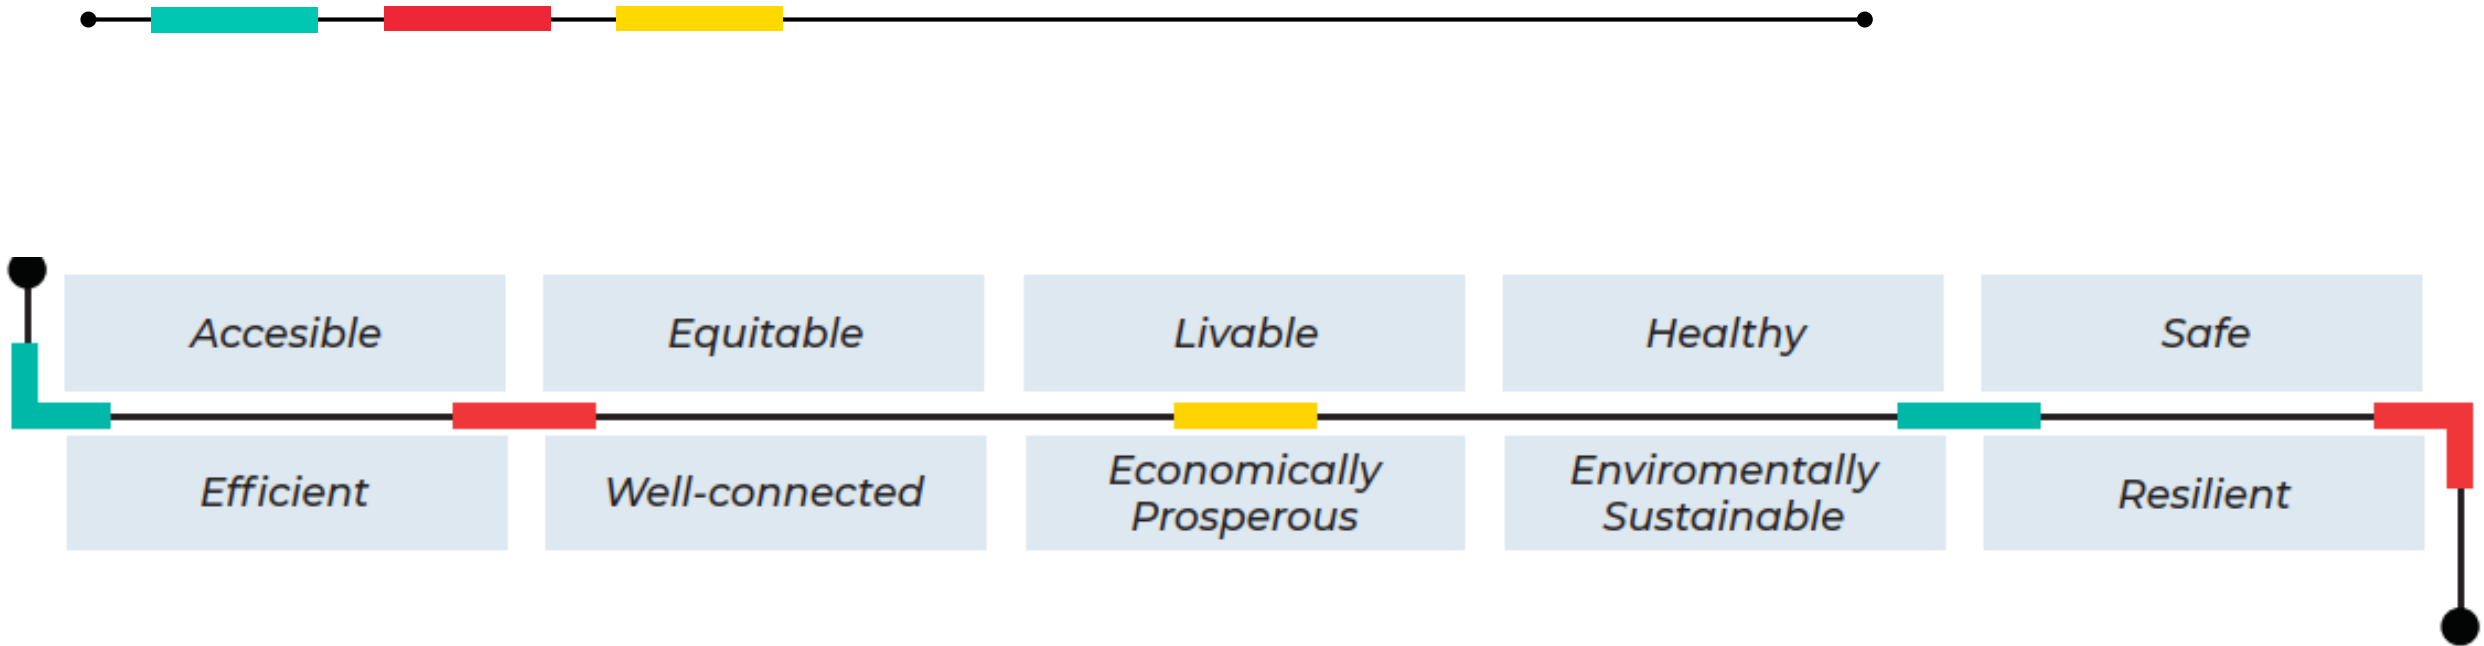 Accesible
Equitable
Livable
Healthy
Safe
Efficient
Well-connected
Economically
Prosperous
Enviromentally
Sustainable
Resilient